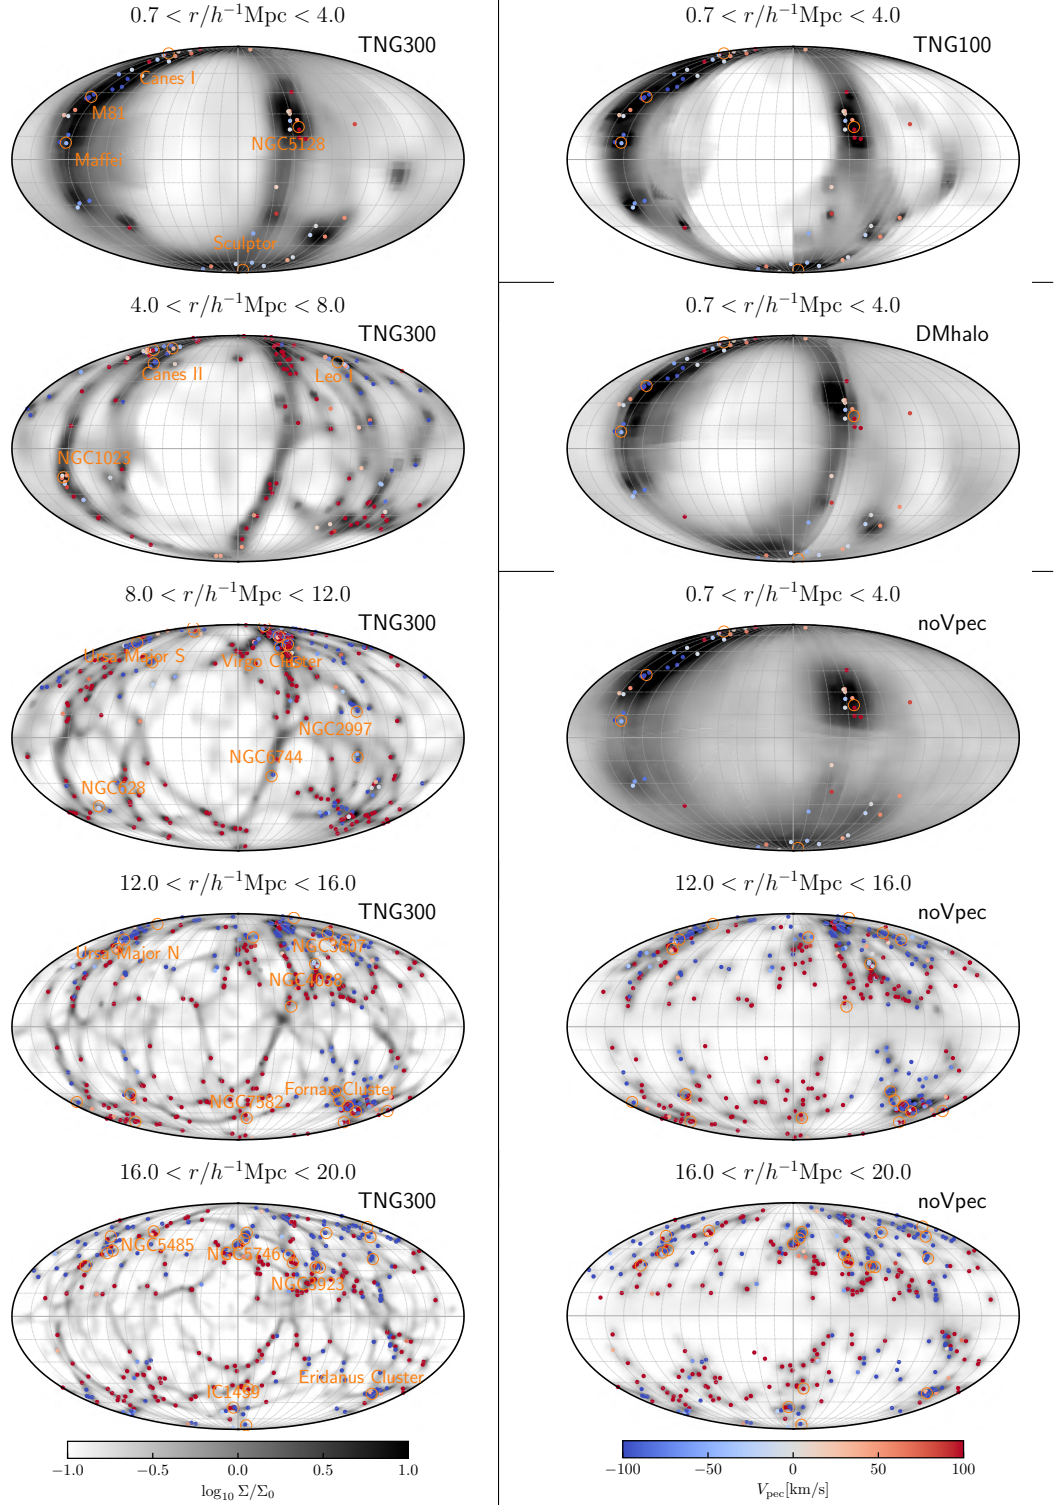 0.7 < r/h⁻¹Mpc < 4.0
TNG300
Canes I
M81
Maffei
NGC5128
Sculptor
0.7 < r/h⁻¹Mpc < 4.0
TNG100
4.0 < r/h⁻¹Mpc < 8.0
TNG300
Canes II
Leo I
NGC1023
0.7 < r/h⁻¹Mpc < 4.0
DMhalo
8.0 < r/h⁻¹Mpc < 12.0
TNG300
Ursa Major S
Virgo Cluster
NGC2997
NGC6744
NGC628
0.7 < r/h⁻¹Mpc < 4.0
noVpec
12.0 < r/h⁻¹Mpc < 16.0
TNG300
Ursa Major N
NGC3607
NGC4038
Fornax Cluster
NGC7582
12.0 < r/h⁻¹Mpc < 16.0
noVpec
16.0 < r/h⁻¹Mpc < 20.0
TNG300
NGC5485
NGC5746
NGC3923
Eridanus Cluster
IC1459
16.0 < r/h⁻¹Mpc < 20.0
noVpec
−1.0 −0.5 0.0 0.5 1.0
log₁₀ Σ/Σ₀
−100 −50 0 50 100
V_pec[km/s]